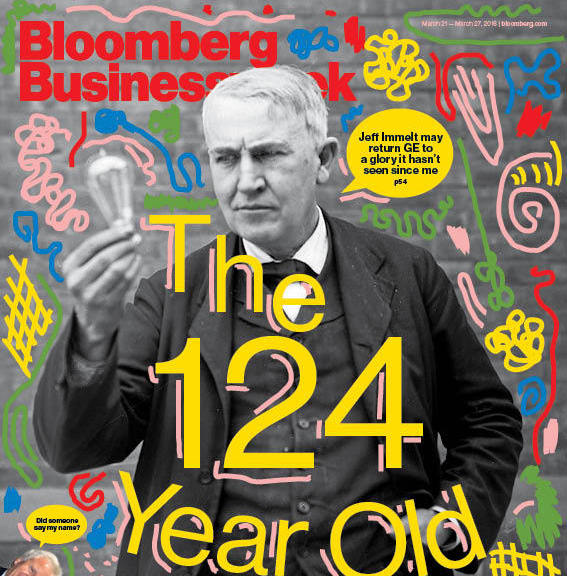 March 21 — March 27, 2016 | bloomberg.com
Bloomberg
Businessweek
Jeff Immelt may
return GE to
a glory it hasn't
seen since me
p54
The
124
Year Old
Did someone
say my name?